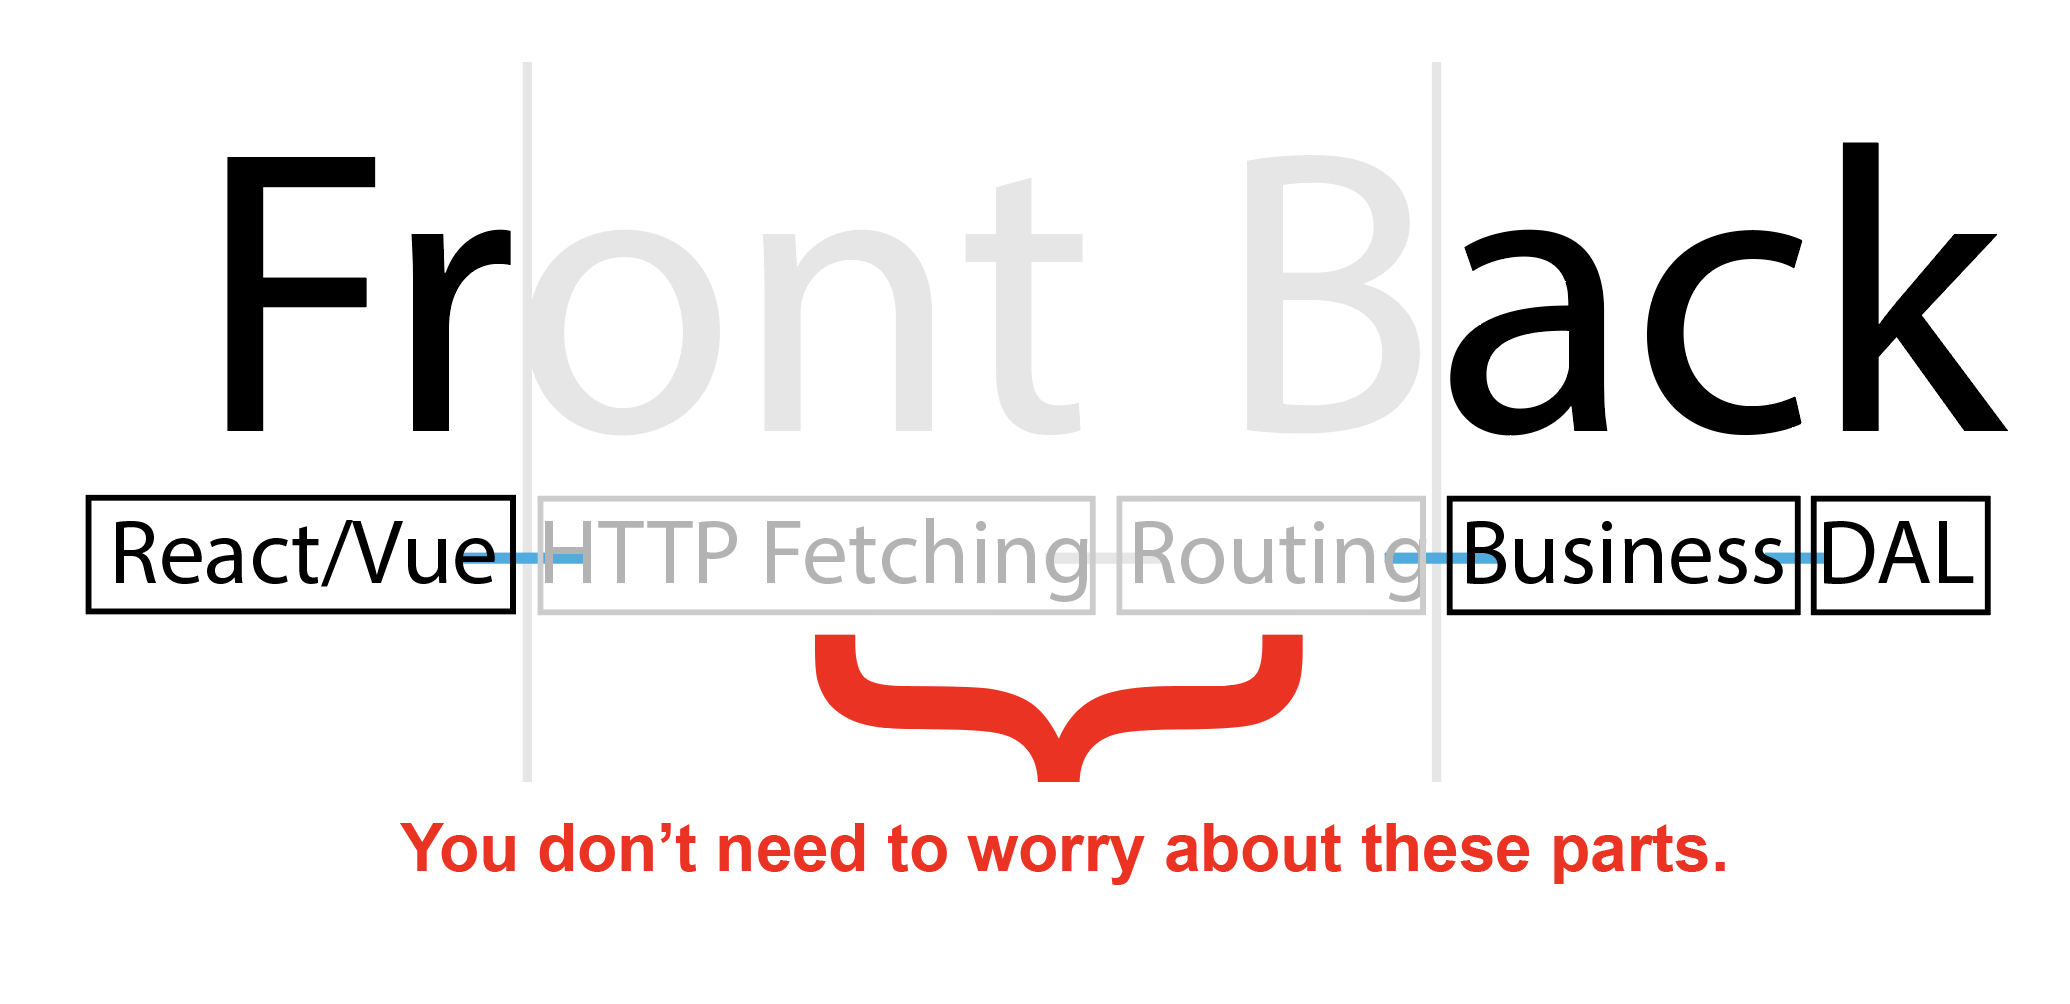 Front Back
React/Vue HTTP Fetching Routing Business DAL
You don’t need to worry about these parts.